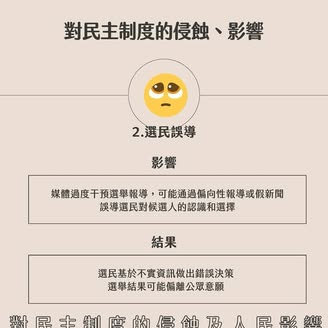 對民主制度的侵蝕、影響
2.選民誤導
影響
媒體過度干預選舉報導，可能通過偏向性報導或假新聞
誤導選民對候選人的認識和選擇
結果
選民基於不實資訊做出錯誤決策
選舉結果可能偏離公眾意願
對民主制度的侵蝕及人民影響